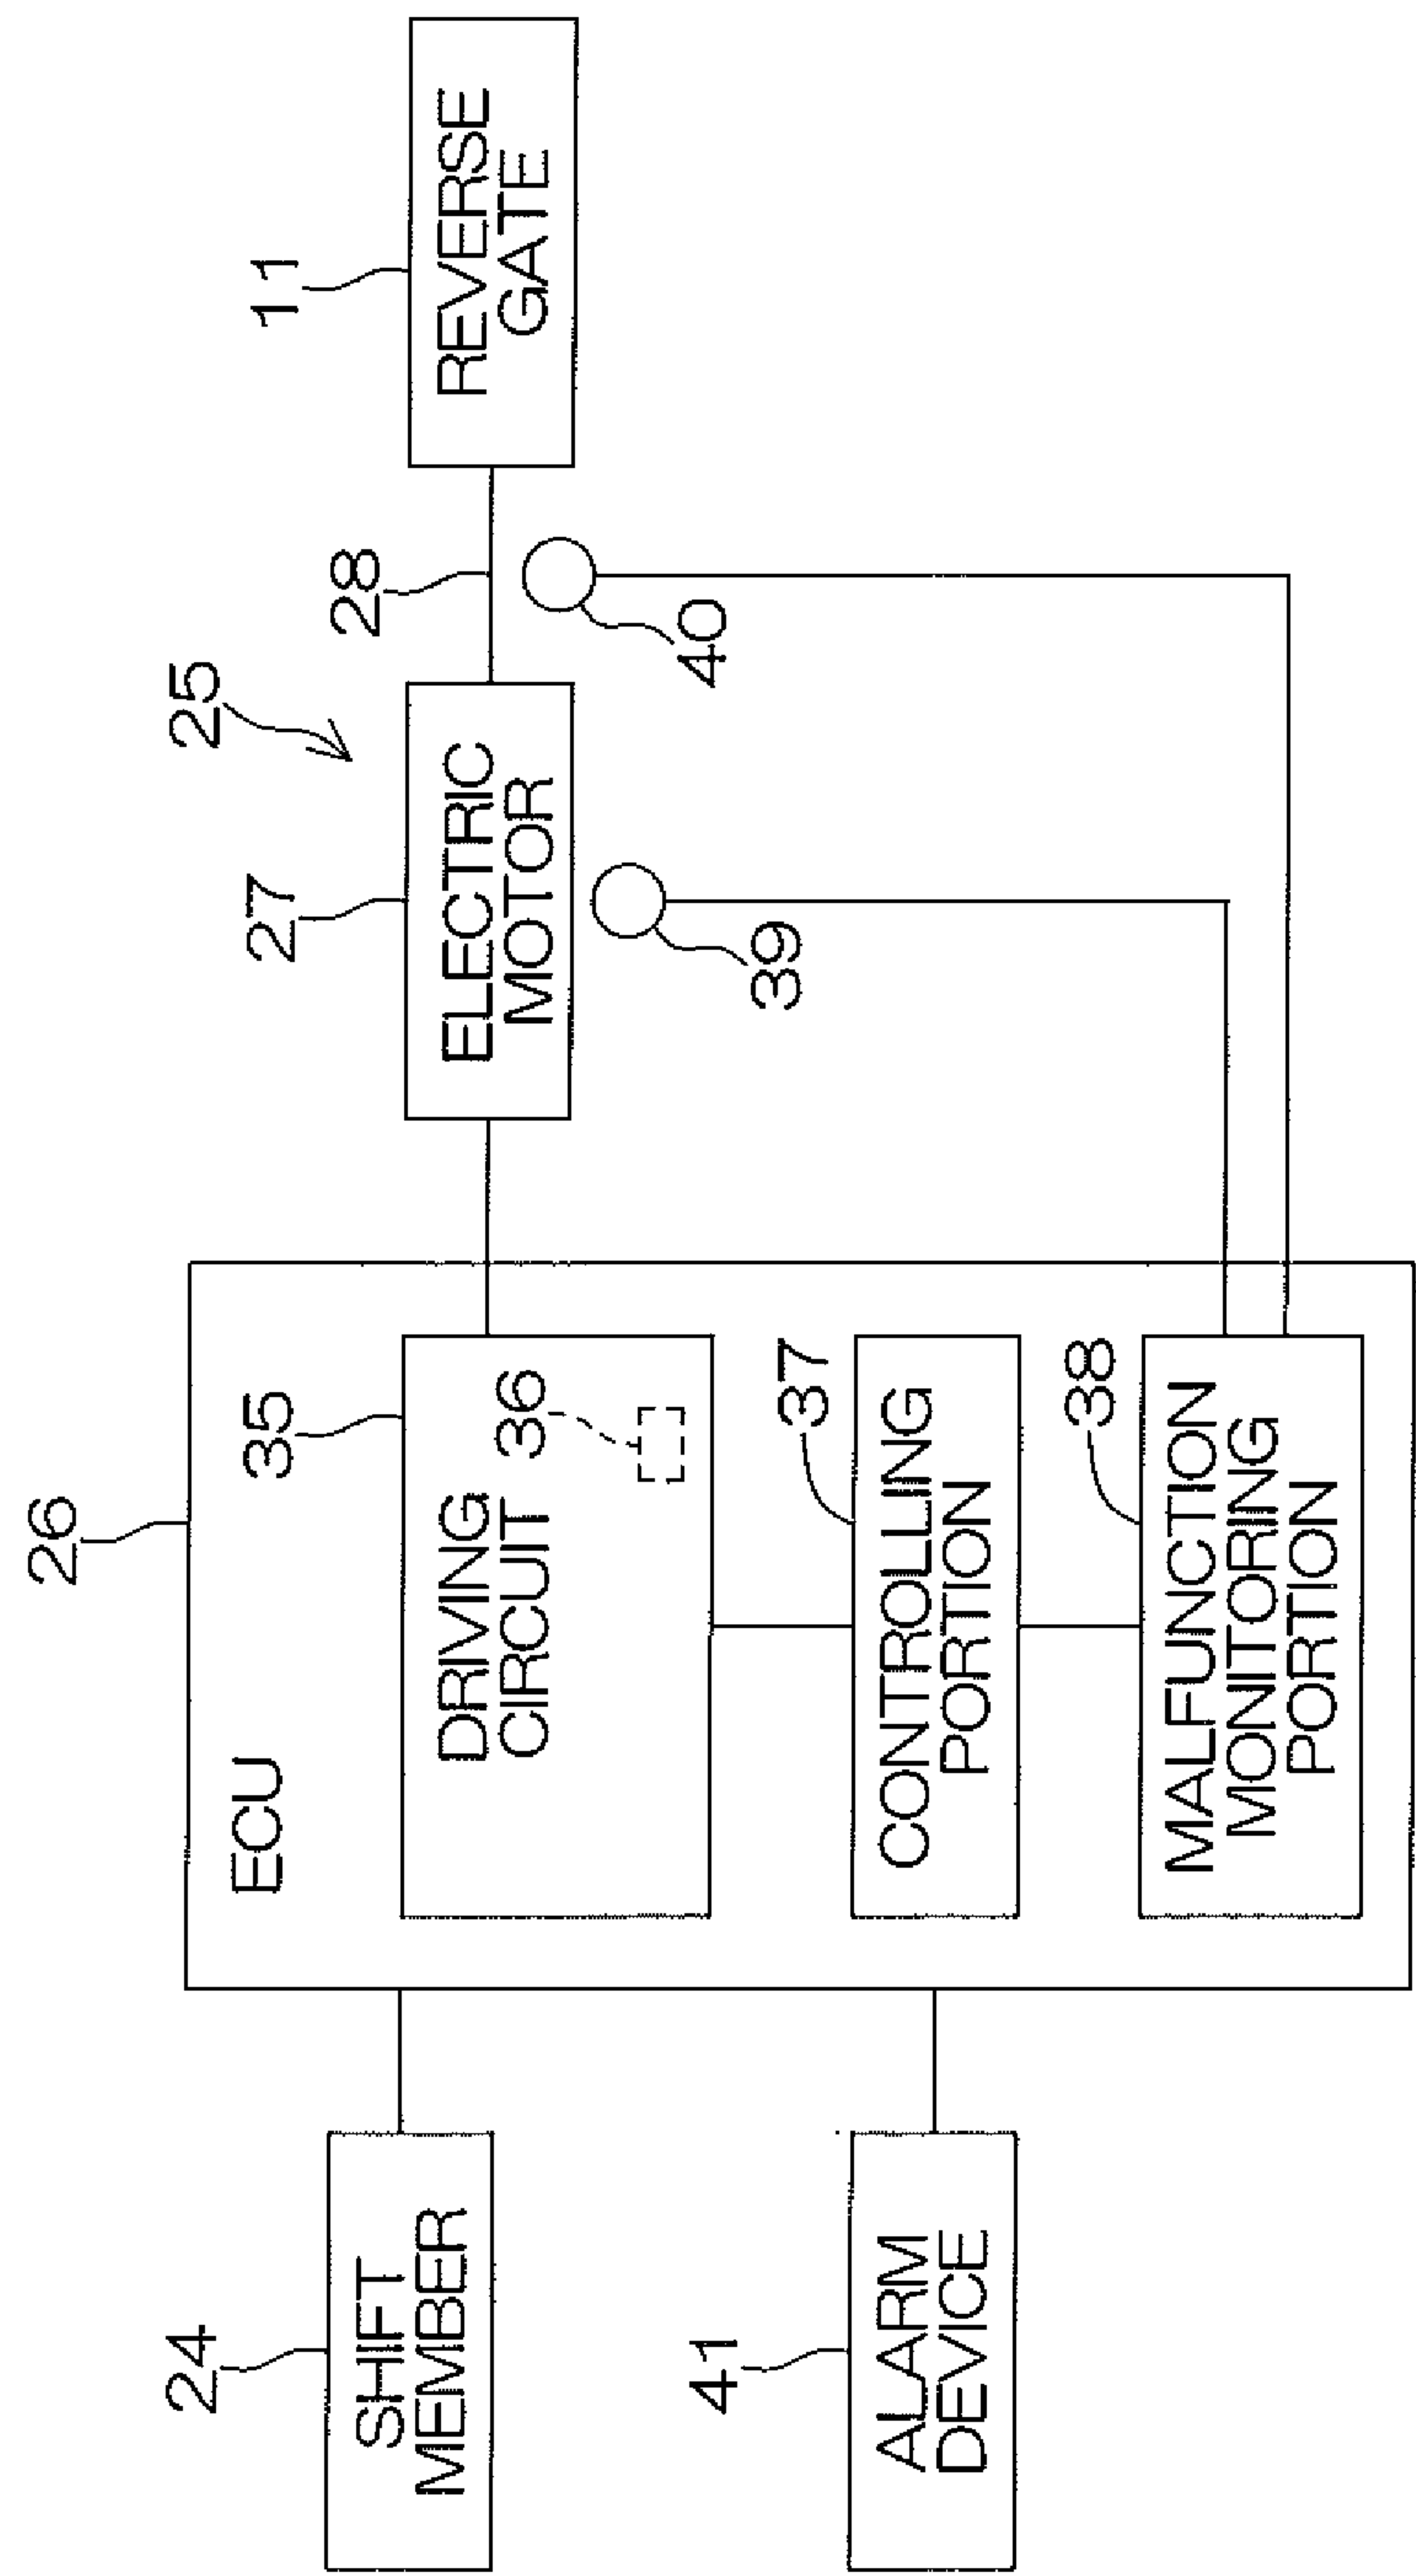 26
ECU
35
DRIVING
CIRCUIT
36
37
CONTROLLING
PORTION
38
MALFUNCTION
MONITORING
PORTION
24
SHIFT
MEMBER
41
ALARM
DEVICE
25
27
ELECTRIC
MOTOR
28
39
40
11
REVERSE
GATE